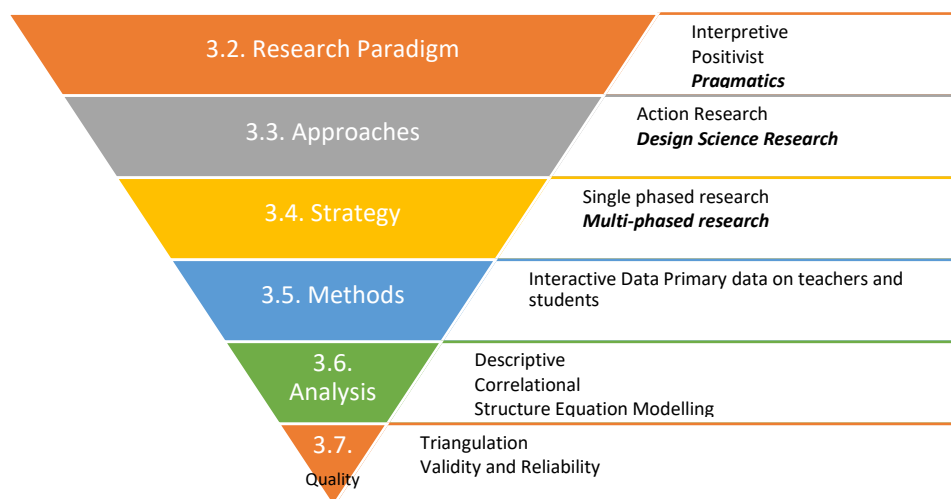 3.2. Research Paradigm
Interpretive
Positivist
Pragmatics
3.3. Approaches
Action Research
Design Science Research
3.4. Strategy
Single phased research
Multi-phased research
3.5. Methods
Interactive Data Primary data on teachers and
students
3.6.
Analysis
Descriptive
Correlational
Structure Equation Modelling
3.7.
Quality
Triangulation
Validity and Reliability